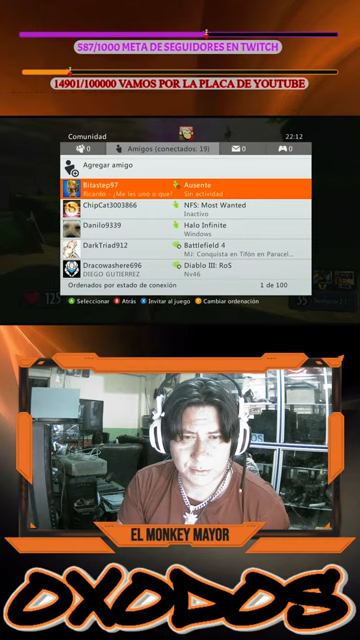 587/1000 META DE SEGUIDORES EN TWITCH
14901/100000 VAMOS POR LA PLACA DE YOUTUBE
Comunidad 22:12
0 Amigos (conectados: 19) 0 0
Agregar amigo
Bitastep97 Ausente
Ricardo - ¿Me les uno o que? Sin actividad
ChipCat3003866 NFS: Most Wanted
Inactivo
Danilo9339 Halo Infinite
Windows
DarkTriad912 Battlefield 4
MJ: Conquista en Tifón en Paracel...
Dracowashere696 Diablo III: RoS
DIEGO GUTIERREZ Nv46
Ordenados por estado de conexión 1 de 100
A Seleccionar B Atrás X Invitar al juego Y Cambiar ordenación
EL MONKEY MAYOR
OXODOS